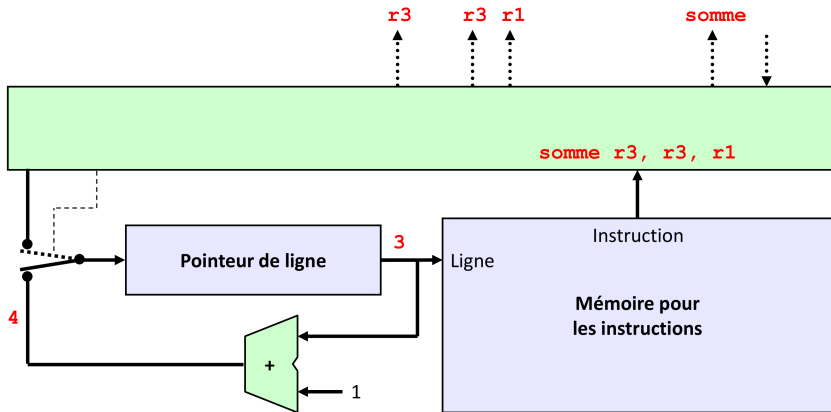 r3 r3 r1 somme
somme r3, r3, r1
Instruction
3
Pointeur de ligne
Ligne
Mémoire pour
les instructions
4
+
1